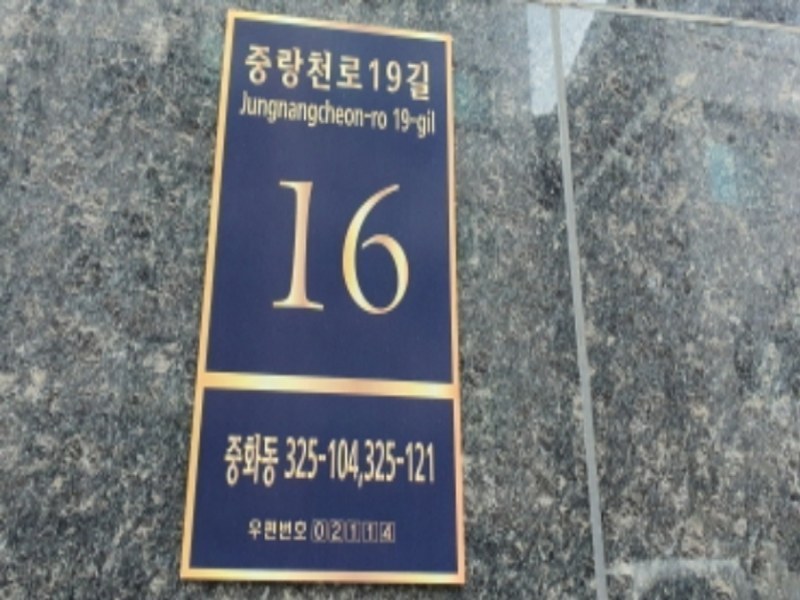 중랑천로19길
Jungnangcheon-ro 19-gil
16
중화동 325-104,325-121
우편번호 02114